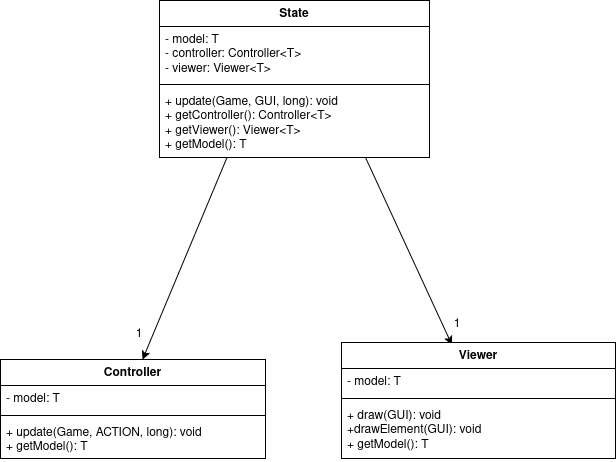 State
- model: T
- controller: Controller<T>
- viewer: Viewer<T>
+ update(Game, GUI, long): void
+ getController(): Controller<T>
+ getViewer(): Viewer<T>
+ getModel(): T
1
1
Controller
- model: T
+ update(Game, ACTION, long): void
+ getModel(): T
Viewer
- model: T
+ draw(GUI): void
+drawElement(GUI): void
+ getModel(): T